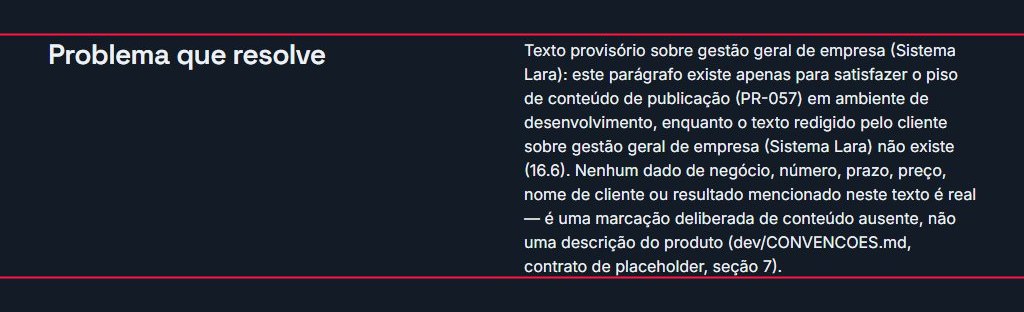 Problema que resolve
Texto provisório sobre gestão geral de empresa (Sistema
Lara): este parágrafo existe apenas para satisfazer o piso
de conteúdo de publicação (PR-057) em ambiente de
desenvolvimento, enquanto o texto redigido pelo cliente
sobre gestão geral de empresa (Sistema Lara) não existe
(16.6). Nenhum dado de negócio, número, prazo, preço,
nome de cliente ou resultado mencionado neste texto é real
— é uma marcação deliberada de conteúdo ausente, não
uma descrição do produto (dev/CONVENCOES.md,
contrato de placeholder, seção 7).